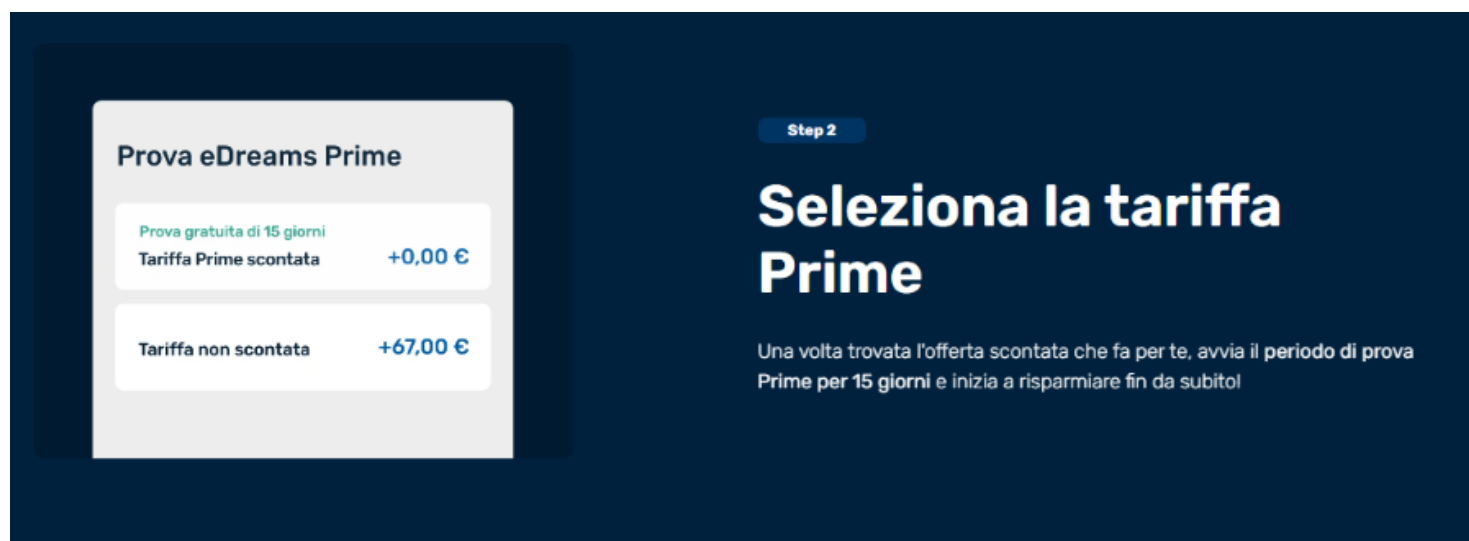 Prova eDreams Prime
Prova gratuita di 15 giorni
Tariffa Prime scontata +0,00 €
Tariffa non scontata +67,00 €
Step 2
Seleziona la tariffa
Prime
Una volta trovata l'offerta scontata che fa per te, avvia il periodo di prova
Prime per 15 giorni e inizia a risparmiare fin da subito!